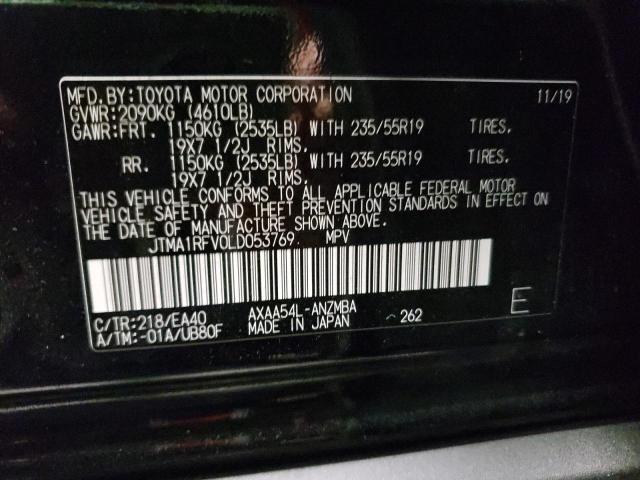 MFD.BY:TOYOTA MOTOR CORPORATION 11/19
GVWR:2090KG (4610LB)
GAWR:FRT. 1150KG (2535LB) WITH 235/55R19 TIRES.
19X7 1/2J RIMS.
RR. 1150KG (2535LB) WITH 235/55R19 TIRES.
19X7 1/2J RIMS.
THIS VEHICLE CONFORMS TO ALL APPLICABLE FEDERAL MOTOR
VEHICLE SAFETY AND THEFT PREVENTION STANDARDS IN EFFECT ON
THE DATE OF MANUFACTURE SHOWN ABOVE.
JTMA1RFV0LD053769 MPV
C/TR:218/EA40 AXAA54L-ANZMBA
A/TM:-01A/UB80F MADE IN JAPAN 262 E